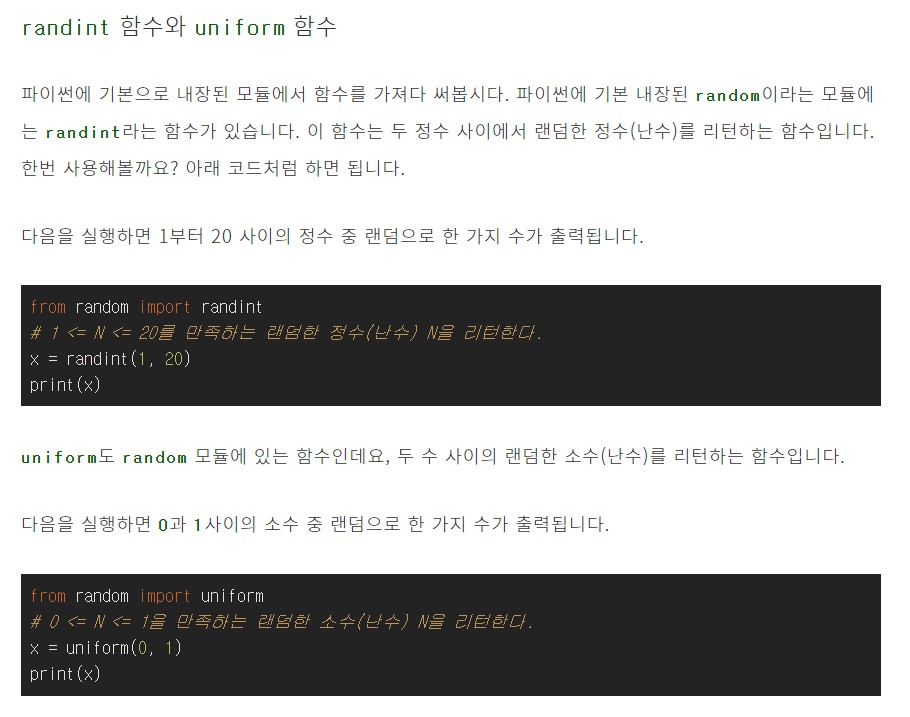 randint 함수와 uniform 함수
파이썬에 기본으로 내장된 모듈에서 함수를 가져다 써봅시다. 파이썬에 기본 내장된 random이라는 모듈에
는 randint라는 함수가 있습니다. 이 함수는 두 정수 사이에서 랜덤한 정수(난수)를 리턴하는 함수입니다.
한번 사용해볼까요? 아래 코드처럼 하면 됩니다.
다음을 실행하면 1부터 20 사이의 정수 중 랜덤으로 한 가지 수가 출력됩니다.
from random import randint
# 1 <= N <= 20를 만족하는 랜덤한 정수(난수) N을 리턴한다.
x = randint(1, 20)
print(x)
uniform도 random 모듈에 있는 함수인데요, 두 수 사이의 랜덤한 소수(난수)를 리턴하는 함수입니다.
다음을 실행하면 0과 1사이의 소수 중 랜덤으로 한 가지 수가 출력됩니다.
from random import uniform
# 0 <= N <= 1을 만족하는 랜덤한 소수(난수) N을 리턴한다.
x = uniform(0, 1)
print(x)